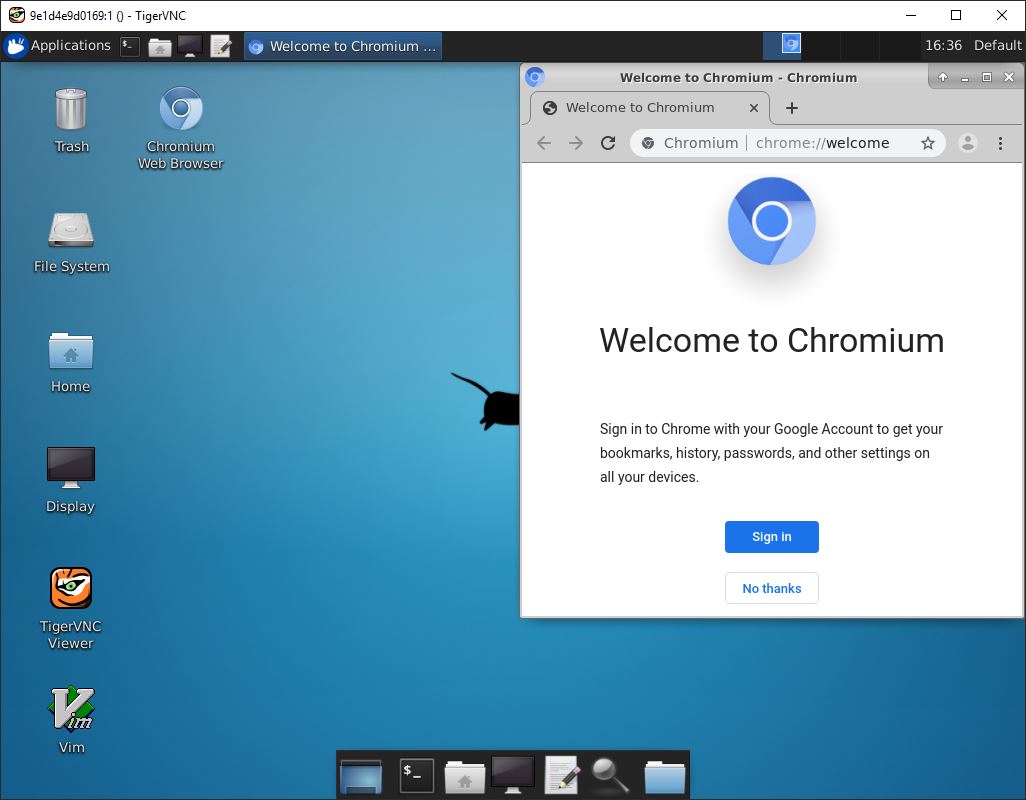 9e1d4e9d0169:1 () - TigerVNC
Applications
$_
Welcome to Chromium ...
16:36
Default
Trash
Chromium
Web Browser
File System
Home
Display
TigerVNC
Viewer
Vim
Vim
Welcome to Chromium - Chromium
Welcome to Chromium
Chromium | chrome://welcome
Welcome to Chromium
Sign in to Chrome with your Google Account to get your
bookmarks, history, passwords, and other settings on
all your devices.
Sign in
No thanks
$_